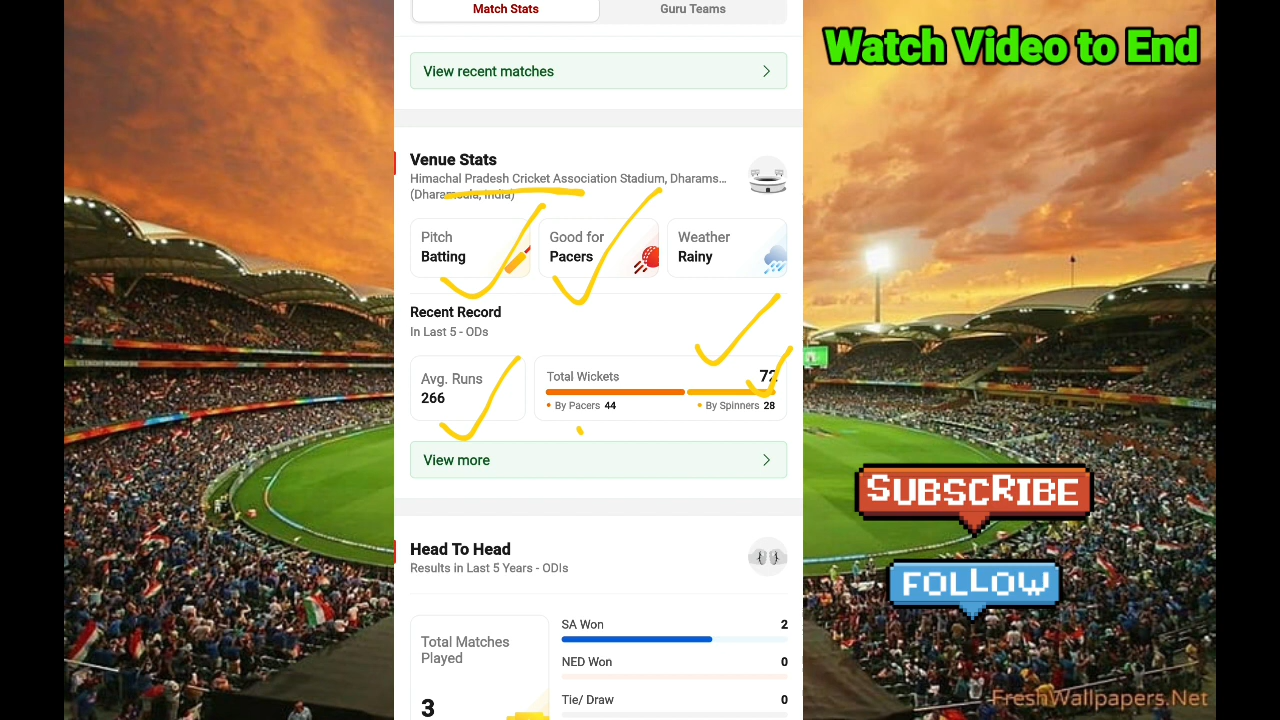 Match Stats
Guru Teams
Watch Video to End
View recent matches
Venue Stats
Himachal Pradesh Cricket Association Stadium, Dharams...
(Dharamsala, India)
Pitch
Batting
Good for
Pacers
Weather
Rainy
Recent Record
In Last 5 - ODs
Avg. Runs
266
Total Wickets
72
By Pacers 44
By Spinners 28
View more
SUBSCRIBE
Head To Head
Results in Last 5 Years - ODIs
FOLLOW
Total Matches
Played
3
SA Won 2
NED Won 0
Tie/ Draw 0
FreshWallpapers.Net